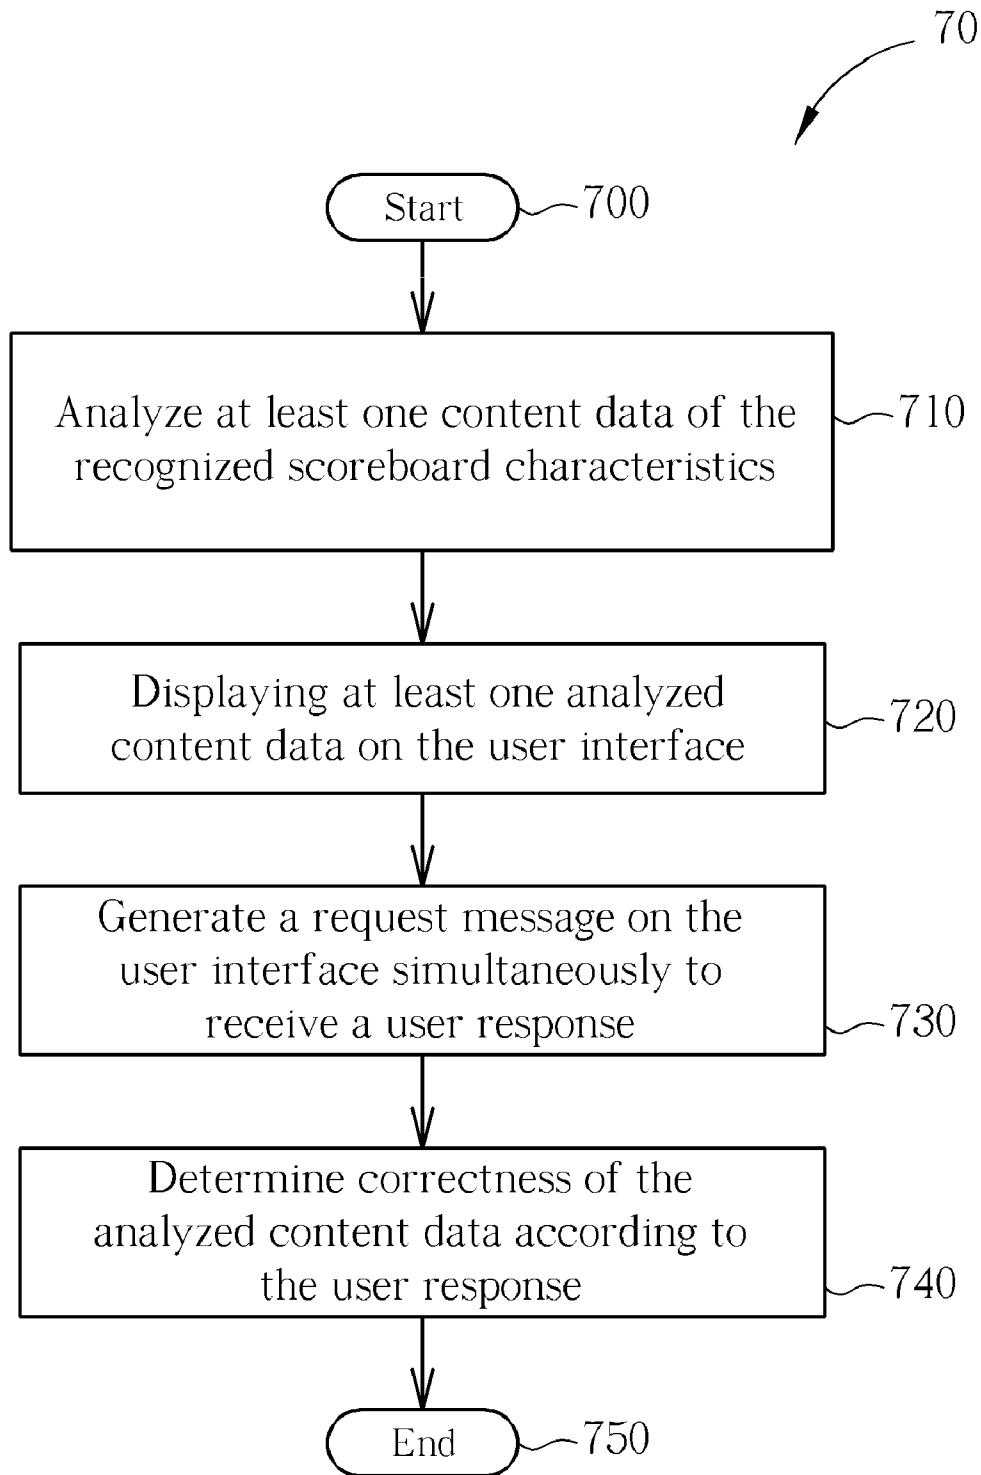 70
Start
700
Analyze at least one content data of the
recognized scoreboard characteristics
710
Displaying at least one analyzed
content data on the user interface
720
Generate a request message on the
user interface simultaneously to
receive a user response
730
Determine correctness of the
analyzed content data according to
the user response
740
End
750